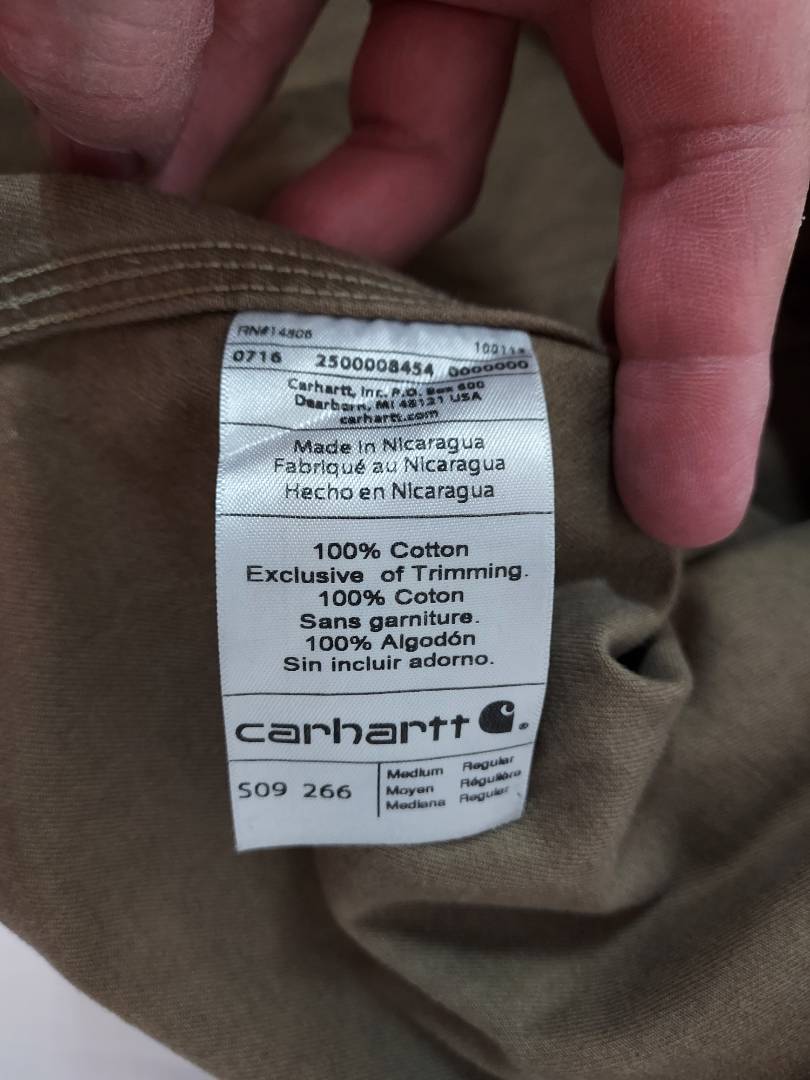 RN#14806
0716 2500008454 0000000
Carhartt, Inc. P.O. Box 600
Dearborn, MI 48121 USA
carhartt.com
Made in Nicaragua
Fabriqué au Nicaragua
Hecho en Nicaragua
100% Cotton
Exclusive of Trimming.
100% Coton
Sans garniture.
100% Algodón
Sin incluir adorno.
carhartt
S09 266
Medium Regular
Moyen Régulière
Mediana Regular